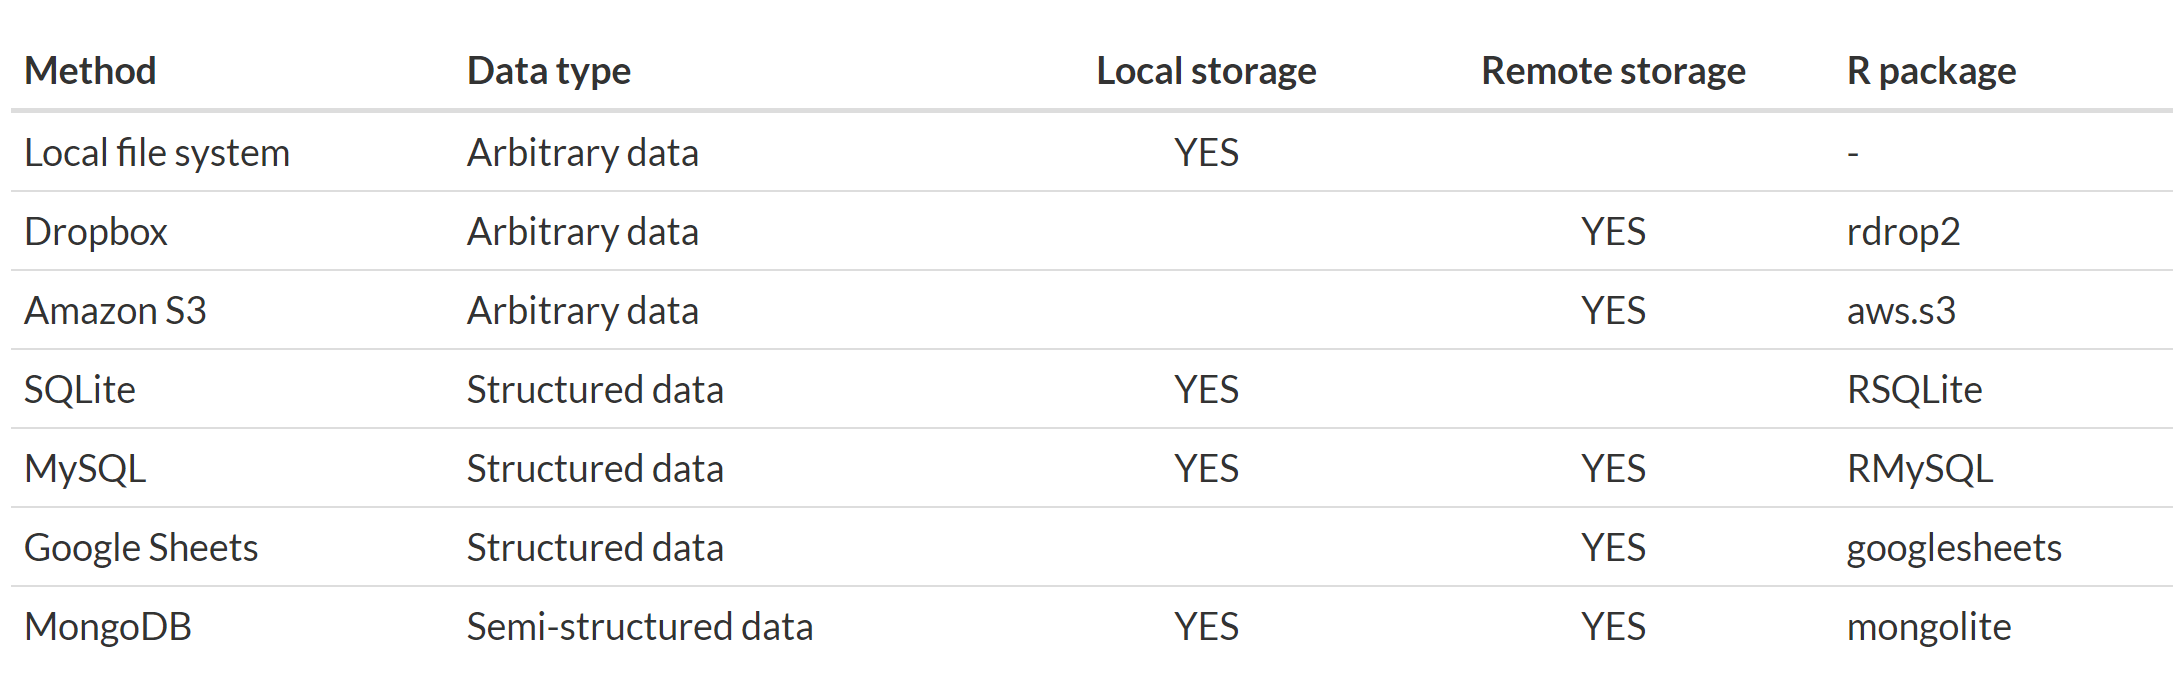 Method Data type Local storage Remote storage R package
Local file system Arbitrary data YES -
Dropbox Arbitrary data YES rdrop2
Amazon S3 Arbitrary data YES aws.s3
SQLite Structured data YES RSQLite
MySQL Structured data YES YES RMySQL
Google Sheets Structured data YES googlesheets
MongoDB Semi-structured data YES YES mongolite